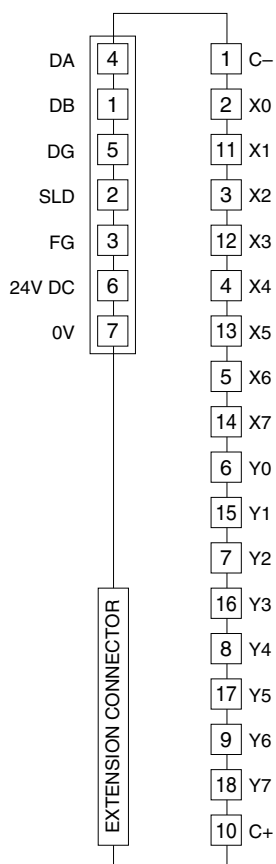 DA 4 1 C–
DB 1 2 X0
DG 5 11 X1
SLD 2 3 X2
FG 3 12 X3
24V DC 6 4 X4
0V 7 13 X5
5 X6
14 X7
6 Y0
15 Y1
7 Y2
16 Y3
8 Y4
17 Y5
9 Y6
18 Y7
10 C+
EXTENSION CONNECTOR